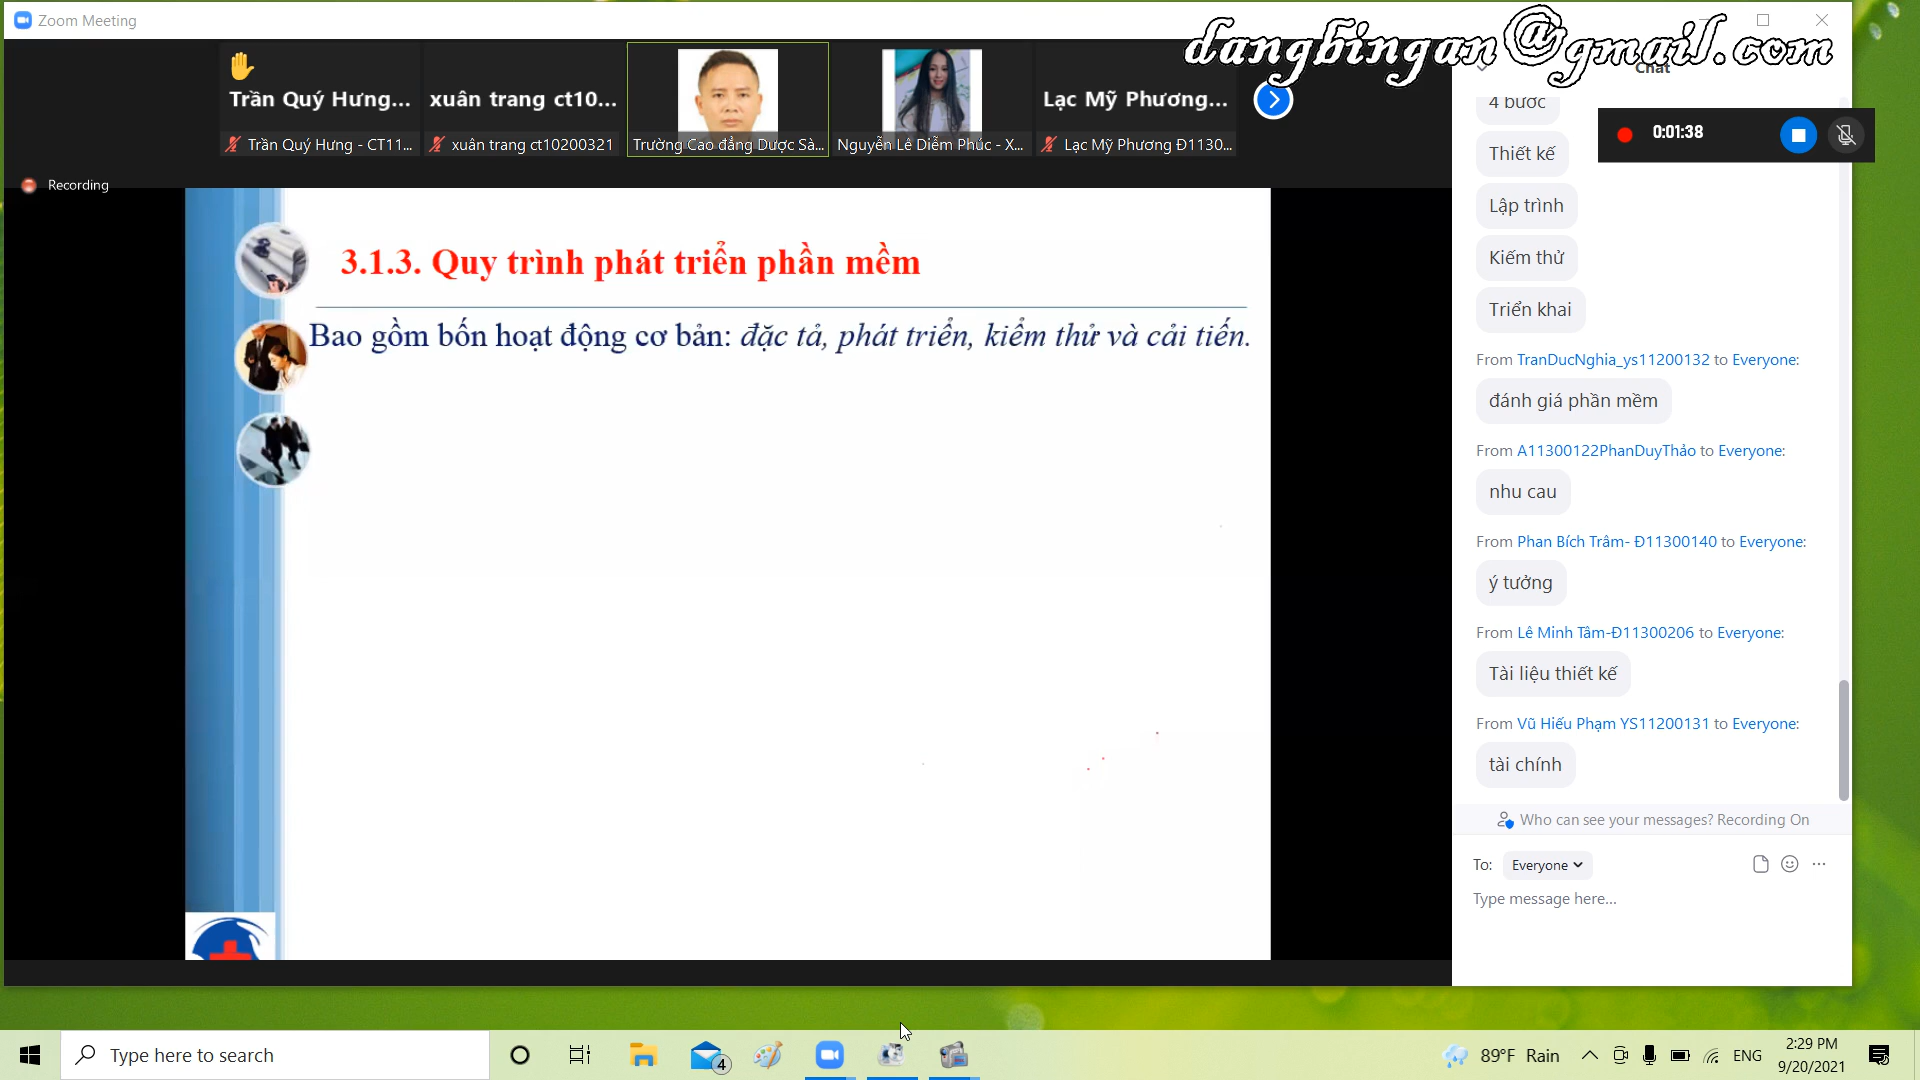 Zoom Meeting
dangbingan@gmail.com
Trần Quý Hưng...
xuân trang ct10...
Lạc Mỹ Phương...
Trần Quý Hưng - CT11...
xuân trang ct10200321
Trường Cao đẳng Dược Sà...
Nguyễn Lê Diễm Phúc - X...
Lạc Mỹ Phương Đ1130...
Recording
3.1.3. Quy trình phát triển phần mềm
Bao gồm bốn hoạt động cơ bản: đặc tả, phát triển, kiểm thử và cải tiến.
Chat
0:01:38
4 bước
Thiết kế
Lập trình
Kiếm thử
Triển khai
From TranDucNghia_ys11200132 to Everyone:
đánh giá phần mềm
From A11300122PhanDuyThảo to Everyone:
nhu cau
From Phan Bích Trâm- Đ11300140 to Everyone:
ý tưởng
From Lê Minh Tâm-Đ11300206 to Everyone:
Tài liệu thiết kế
From Vũ Hiếu Phạm YS11200131 to Everyone:
tài chính
Who can see your messages? Recording On
To: Everyone
Type message here...
Type here to search
4
89°F Rain
ENG
2:29 PM
9/20/2021